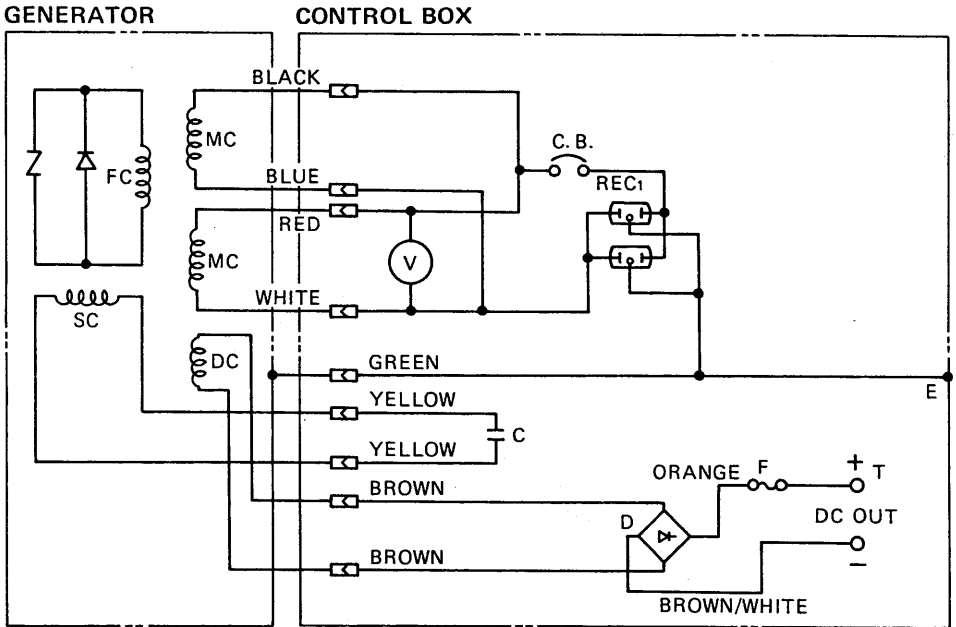 GENERATOR
CONTROL BOX
BLACK
MC
C. B.
FC
BLUE
REC1
RED
MC
V
WHITE
SC
DC
GREEN
E
YELLOW
C
YELLOW
ORANGE F + T
BROWN
D
DC OUT
BROWN
−
BROWN/WHITE